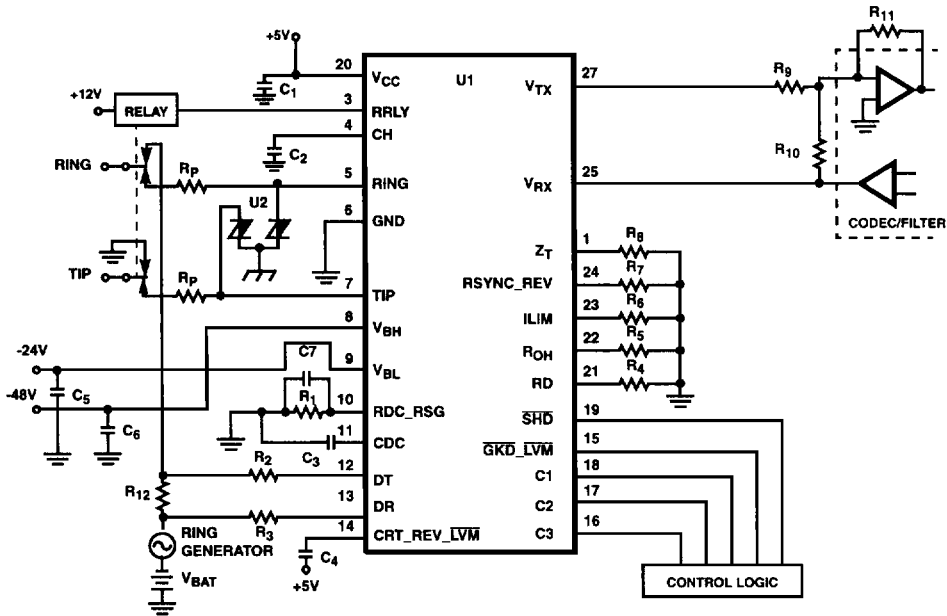 +5V
20
VCC
U1
C1
+12V
RELAY
3
RRLY
4
CH
C2
RING
RP
5
RING
U2
6
GND
TIP
RP
7
TIP
8
VBH
-24V
C7
9
VBL
-48V
C5
R1
10
RDC_RSG
C6
11
CDC
C3
R2
12
DT
R12
13
DR
R3
14
CRT_REV_LVM
RING
GENERATOR
C4
+5V
VBAT
27
VTX
R9
R11
R10
25
VRX
CODEC/FILTER
1
ZT
R8
24
RSYNC_REV
R7
23
ILIM
R6
22
ROH
R5
21
RD
R4
19
SHD
15
GKD_LVM
18
C1
17
C2
16
C3
CONTROL LOGIC